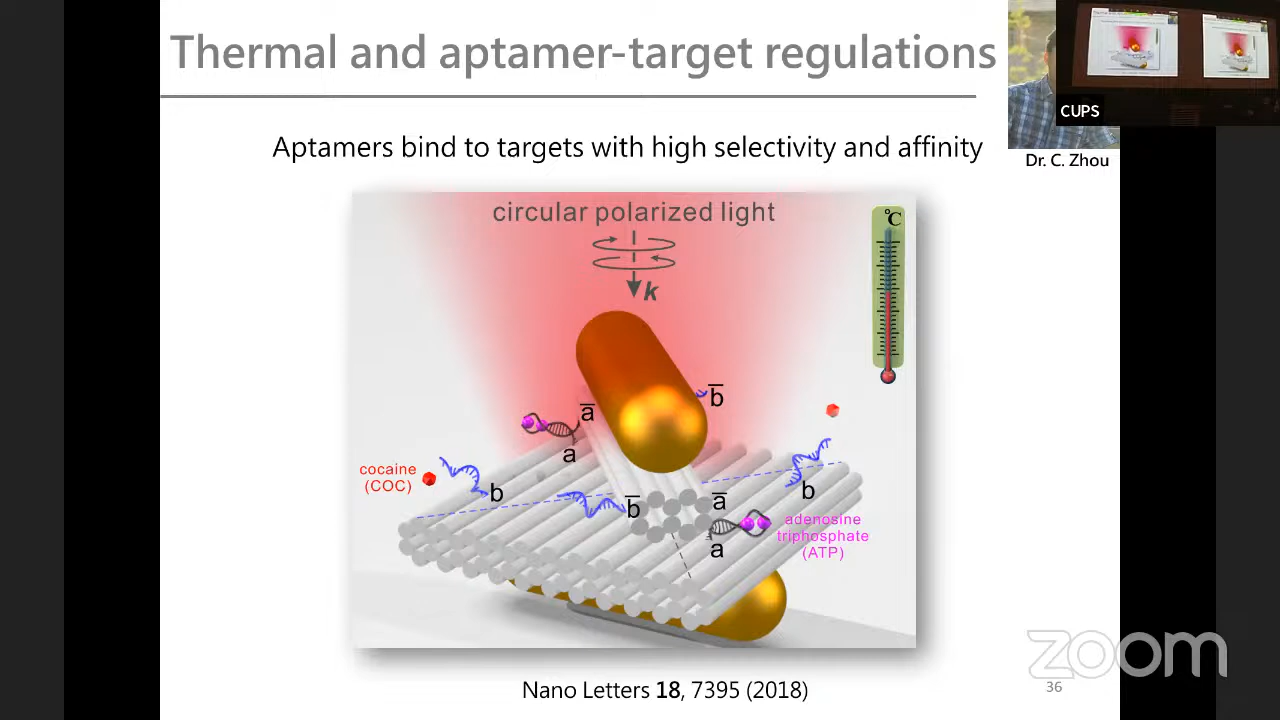 Thermal and aptamer-target regulations
CUPS
Dr. C. Zhou
Aptamers bind to targets with high selectivity and affinity
circular polarized light
k
°C
b̅
a̅
a
cocaine
(COC)
b
b̅
a̅
b
adenosine
triphosphate
(ATP)
a
zoom
36
Nano Letters 18, 7395 (2018)